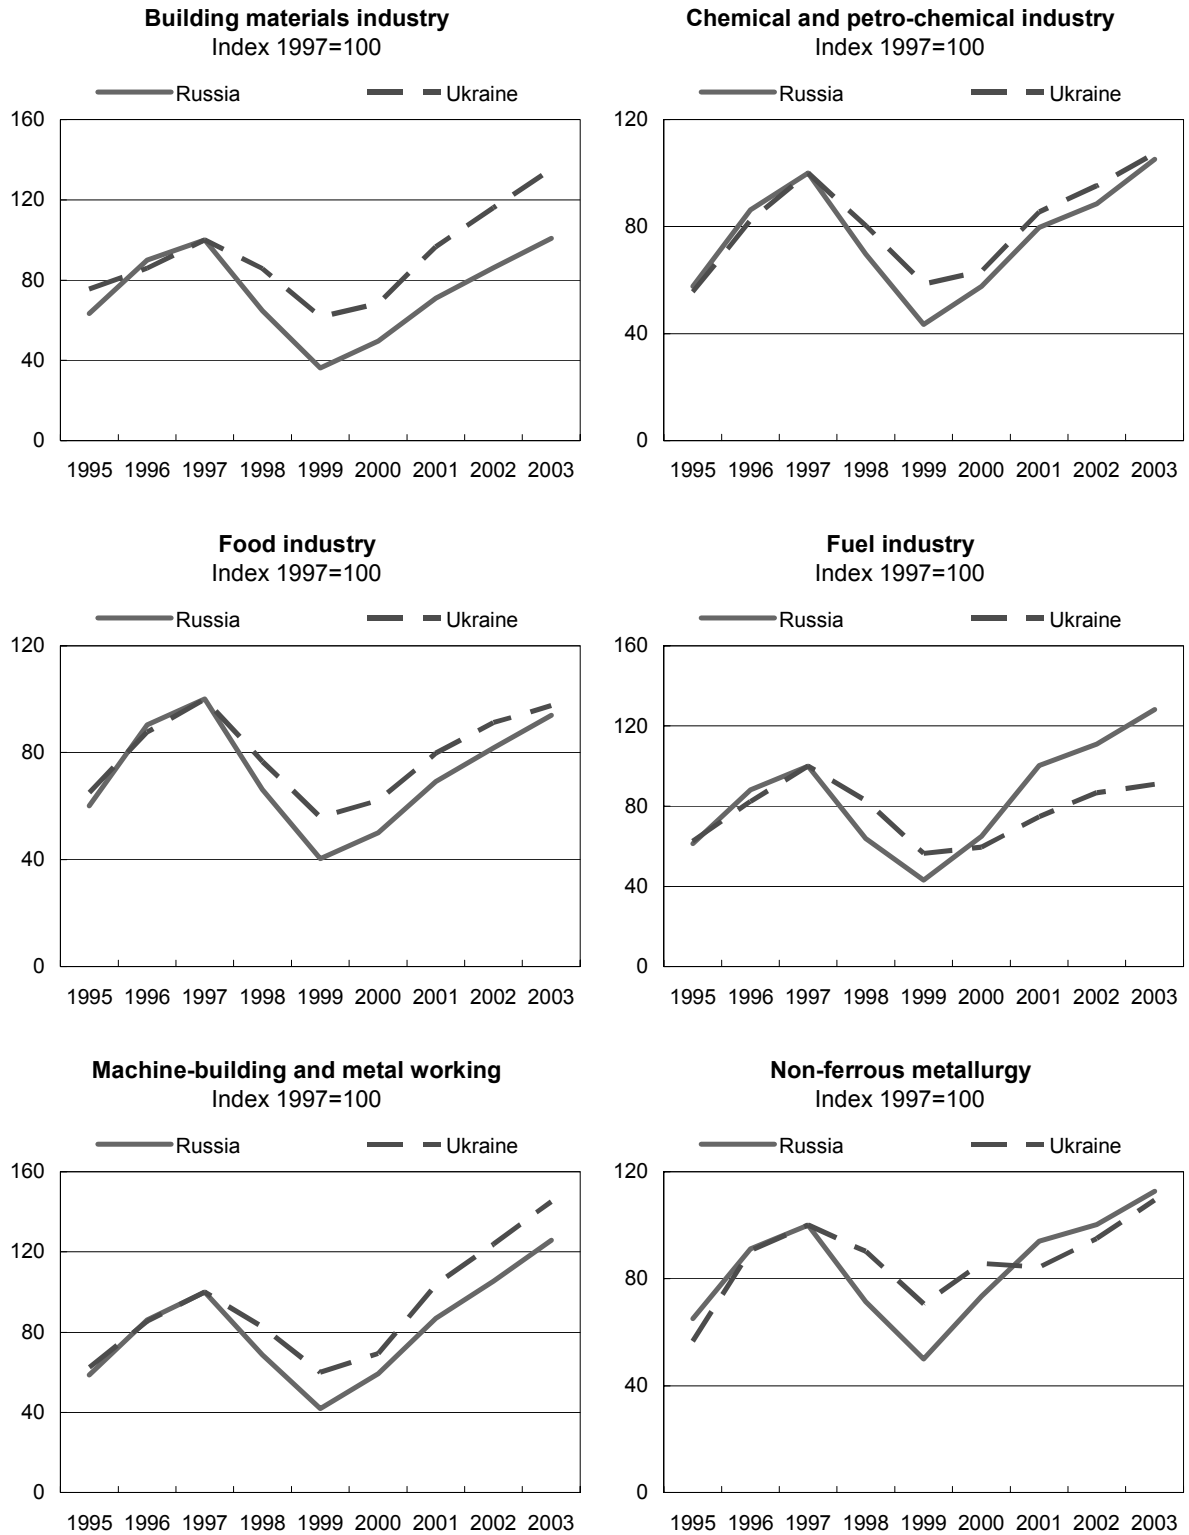 Building materials industry
Index 1997=100
Russia Ukraine
160
120
80
40
0
1995 1996 1997 1998 1999 2000 2001 2002 2003
Chemical and petro-chemical industry
Index 1997=100
Russia Ukraine
120
80
40
0
1995 1996 1997 1998 1999 2000 2001 2002 2003
Food industry
Index 1997=100
Russia Ukraine
120
80
40
0
1995 1996 1997 1998 1999 2000 2001 2002 2003
Fuel industry
Index 1997=100
Russia Ukraine
160
120
80
40
0
1995 1996 1997 1998 1999 2000 2001 2002 2003
Machine-building and metal working
Index 1997=100
Russia Ukraine
160
120
80
40
0
1995 1996 1997 1998 1999 2000 2001 2002 2003
Non-ferrous metallurgy
Index 1997=100
Russia Ukraine
120
80
40
0
1995 1996 1997 1998 1999 2000 2001 2002 2003